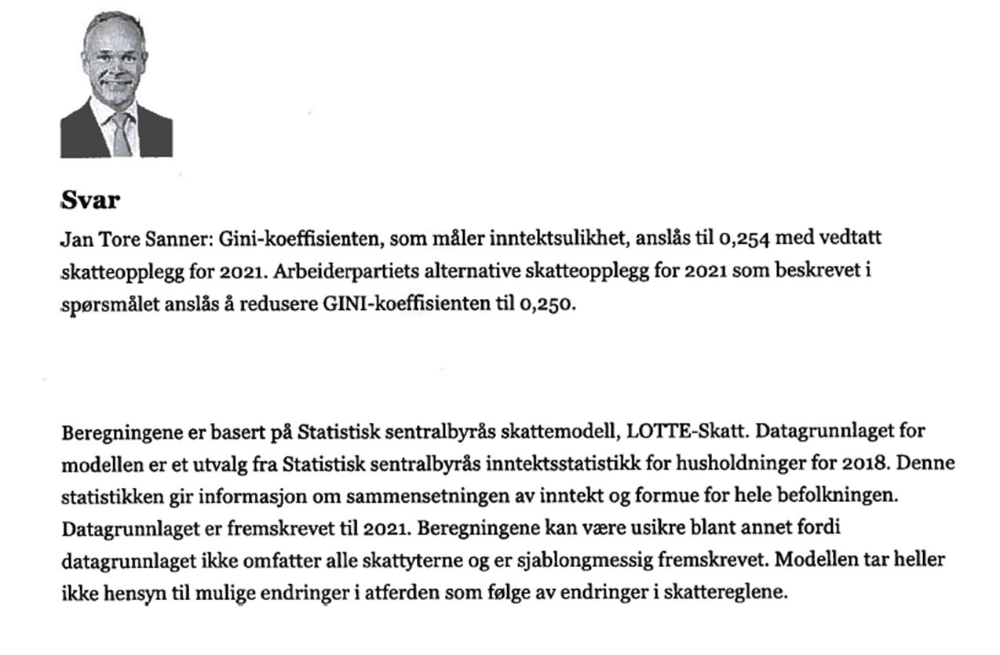 Svar
Jan Tore Sanner: Gini-koeffisienten, som måler inntektsulikhet, anslås til 0,254 med vedtatt
skatteopplegg for 2021. Arbeiderpartiets alternative skatteopplegg for 2021 som beskrevet i
spørsmålet anslås å redusere GINI-koeffisienten til 0,250.
Beregningene er basert på Statistisk sentralbyrås skattemodell, LOTTE-Skatt. Datagrunnlaget for
modellen er et utvalg fra Statistisk sentralbyrås inntektsstatistikk for husholdninger for 2018. Denne
statistikken gir informasjon om sammensetningen av inntekt og formue for hele befolkningen.
Datagrunnlaget er fremskrevet til 2021. Beregningene kan være usikre blant annet fordi
datagrunnlaget ikke omfatter alle skattyterne og er sjablongmessig fremskrevet. Modellen tar heller
ikke hensyn til mulige endringer i atferden som følge av endringer i skattereglene.